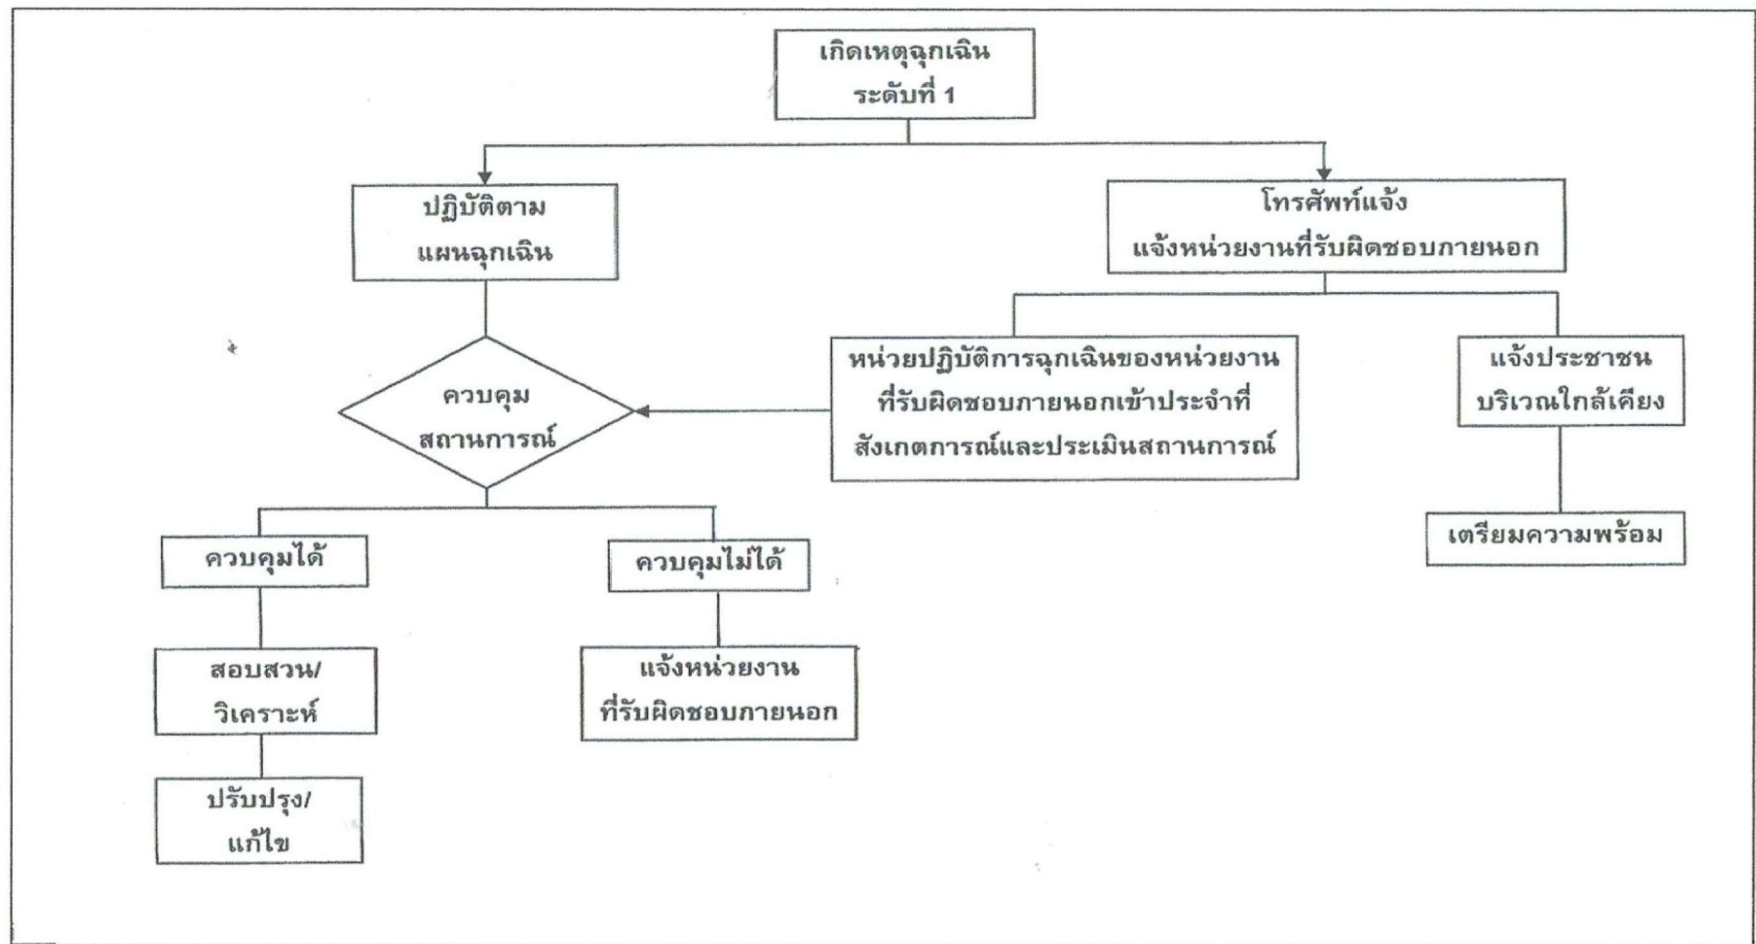 เกิดเหตุฉุกเฉิน
ระดับที่ 1
ปฏิบัติตาม
แผนฉุกเฉิน
โทรศัพท์แจ้ง
แจ้งหน่วยงานที่รับผิดชอบภายนอก
ควบคุม
สถานการณ์
หน่วยปฏิบัติการฉุกเฉินของหน่วยงาน
ที่รับผิดชอบภายนอกเข้าประจำที่
สังเกตการณ์และประเมินสถานการณ์
แจ้งประชาชน
บริเวณใกล้เคียง
เตรียมความพร้อม
ควบคุมได้
ควบคุมไม่ได้
สอบสวน/
วิเคราะห์
แจ้งหน่วยงาน
ที่รับผิดชอบภายนอก
ปรับปรุง/
แก้ไข